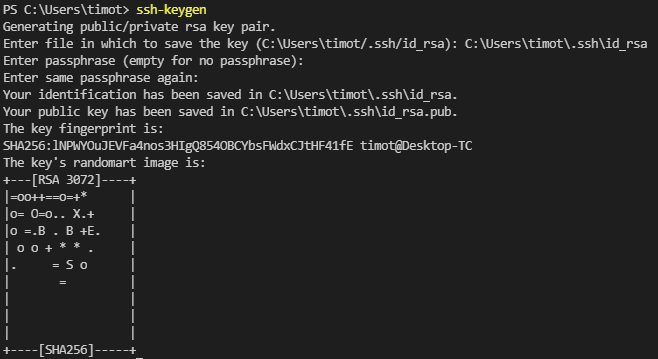 PS C:\Users\timot> ssh-keygen
Generating public/private rsa key pair.
Enter file in which to save the key (C:\Users\timot/.ssh/id_rsa): C:\Users\timot\.ssh\id_rsa
Enter passphrase (empty for no passphrase):
Enter same passphrase again:
Your identification has been saved in C:\Users\timot\.ssh\id_rsa.
Your public key has been saved in C:\Users\timot\.ssh\id_rsa.pub.
The key fingerprint is:
SHA256:lNPWYOuJEVFa4nos3HIgQ854OBCYbsFWdxCJtHF41fE timot@Desktop-TC
The key's randomart image is:
+---[RSA 3072]----+
|=oo++==o=+*      |
|o= O=o.. X.+     |
|o =.B . B +E.    |
| o o + * * .     |
|.     = S o      |
|       =         |
|                 |
|                 |
|                 |
+----[SHA256]-----+